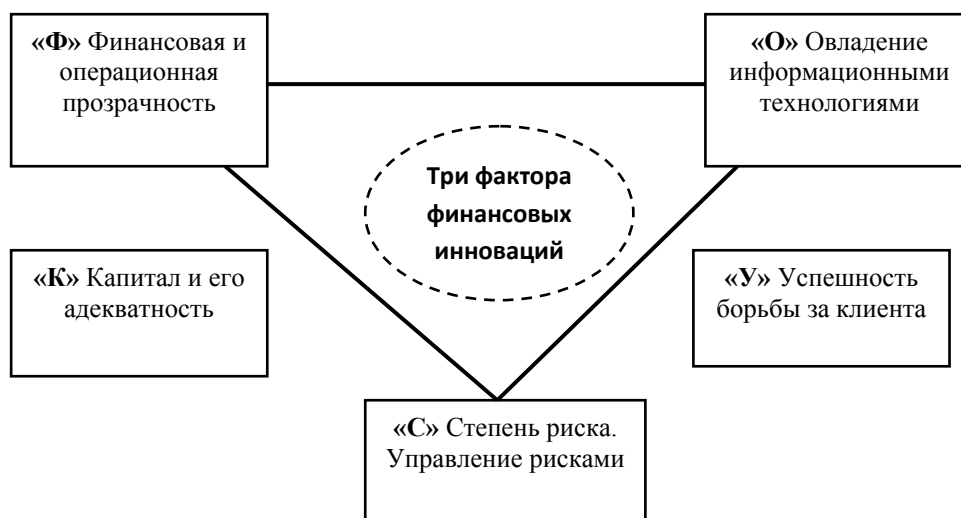 «Ф» Финансовая и
операционная
прозрачность
«О» Овладение
информационными
технологиями
Три фактора
финансовых
инноваций
«К» Капитал и его
адекватность
«У» Успешность
борьбы за клиента
«С» Степень риска.
Управление рисками